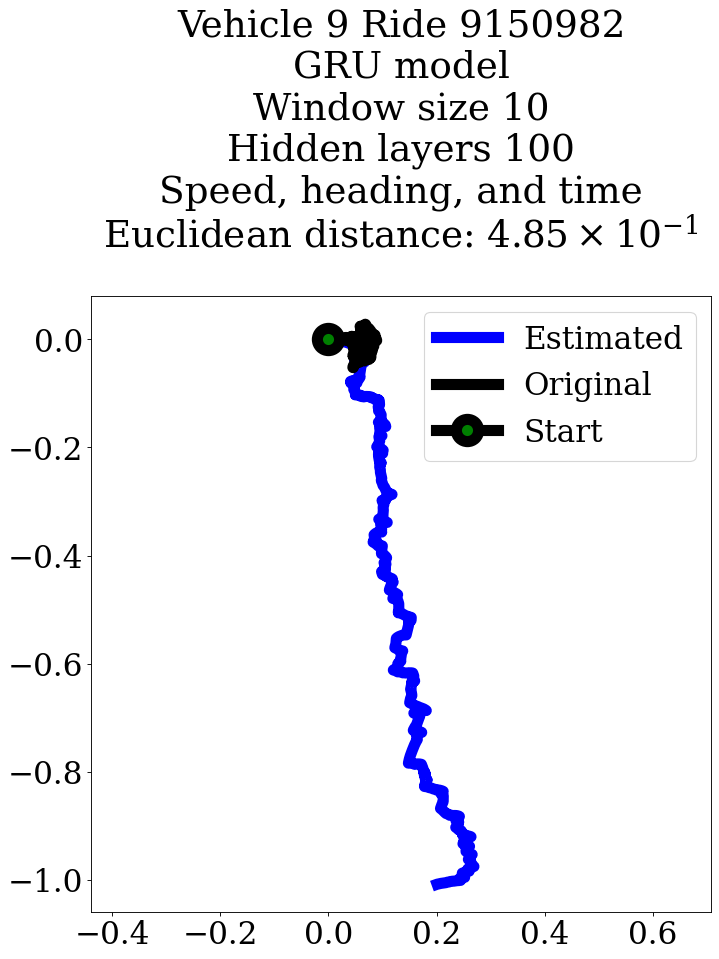 Vehicle 9 Ride 9150982
GRU model
Window size 10
Hidden layers 100
Speed, heading, and time
Euclidean distance: 4.85 × 10⁻¹
Estimated
Original
Start
0.0
−0.2
−0.4
−0.6
−0.8
−1.0
−0.4 −0.2 0.0 0.2 0.4 0.6